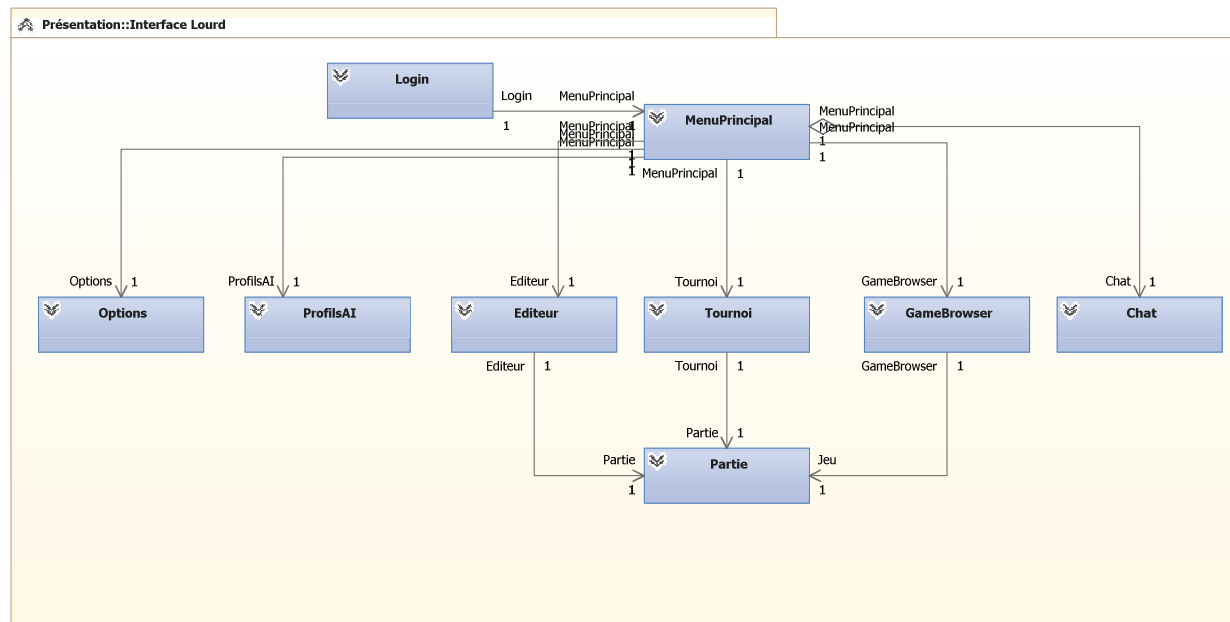 Présentation::Interface Lourd
Login
Login
MenuPrincipal
1
MenuPrincipal
MenuPrincipal
MenuPrincipal
1
MenuPrincipal
MenuPrincipal
MenuPrincipal
1
1
1
1
1
1
MenuPrincipal
1
Options
1
ProfilsAI
1
Editeur
1
Tournoi
1
GameBrowser
1
Chat
1
Options
ProfilsAI
Editeur
Tournoi
GameBrowser
Chat
Editeur
1
Tournoi
1
GameBrowser
1
Partie
1
Partie
1
Partie
Jeu
1